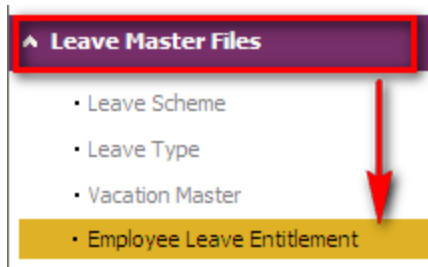 Leave Master Files
Leave Scheme
Leave Type
Vacation Master
Employee Leave Entitlement